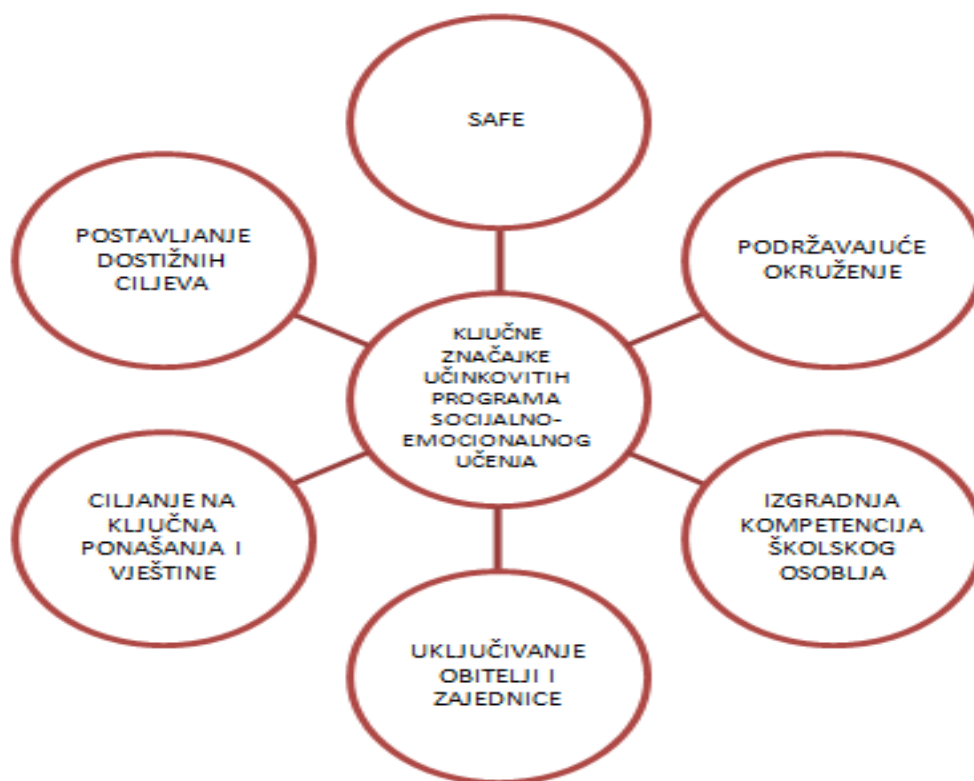 SAFE
PODRŽAVAJUĆE
OKRUŽENJE
IZGRADNJA
KOMPETENCIJA
ŠKOLSKOG
OSOBLJA
UKLJUČIVANJE
OBITELJI I
ZAJEDNICE
CILJANJE NA
KLJUČNA
PONAŠANJA I
VJEŠTINE
POSTAVLJANJE
DOSTIŽNIH
CILJEVA
KLJUČNE
ZNAČAJKE
UČINKOVITIH
PROGRAMA
SOCIJALNO-
EMOCIONALNOG
UČENJA